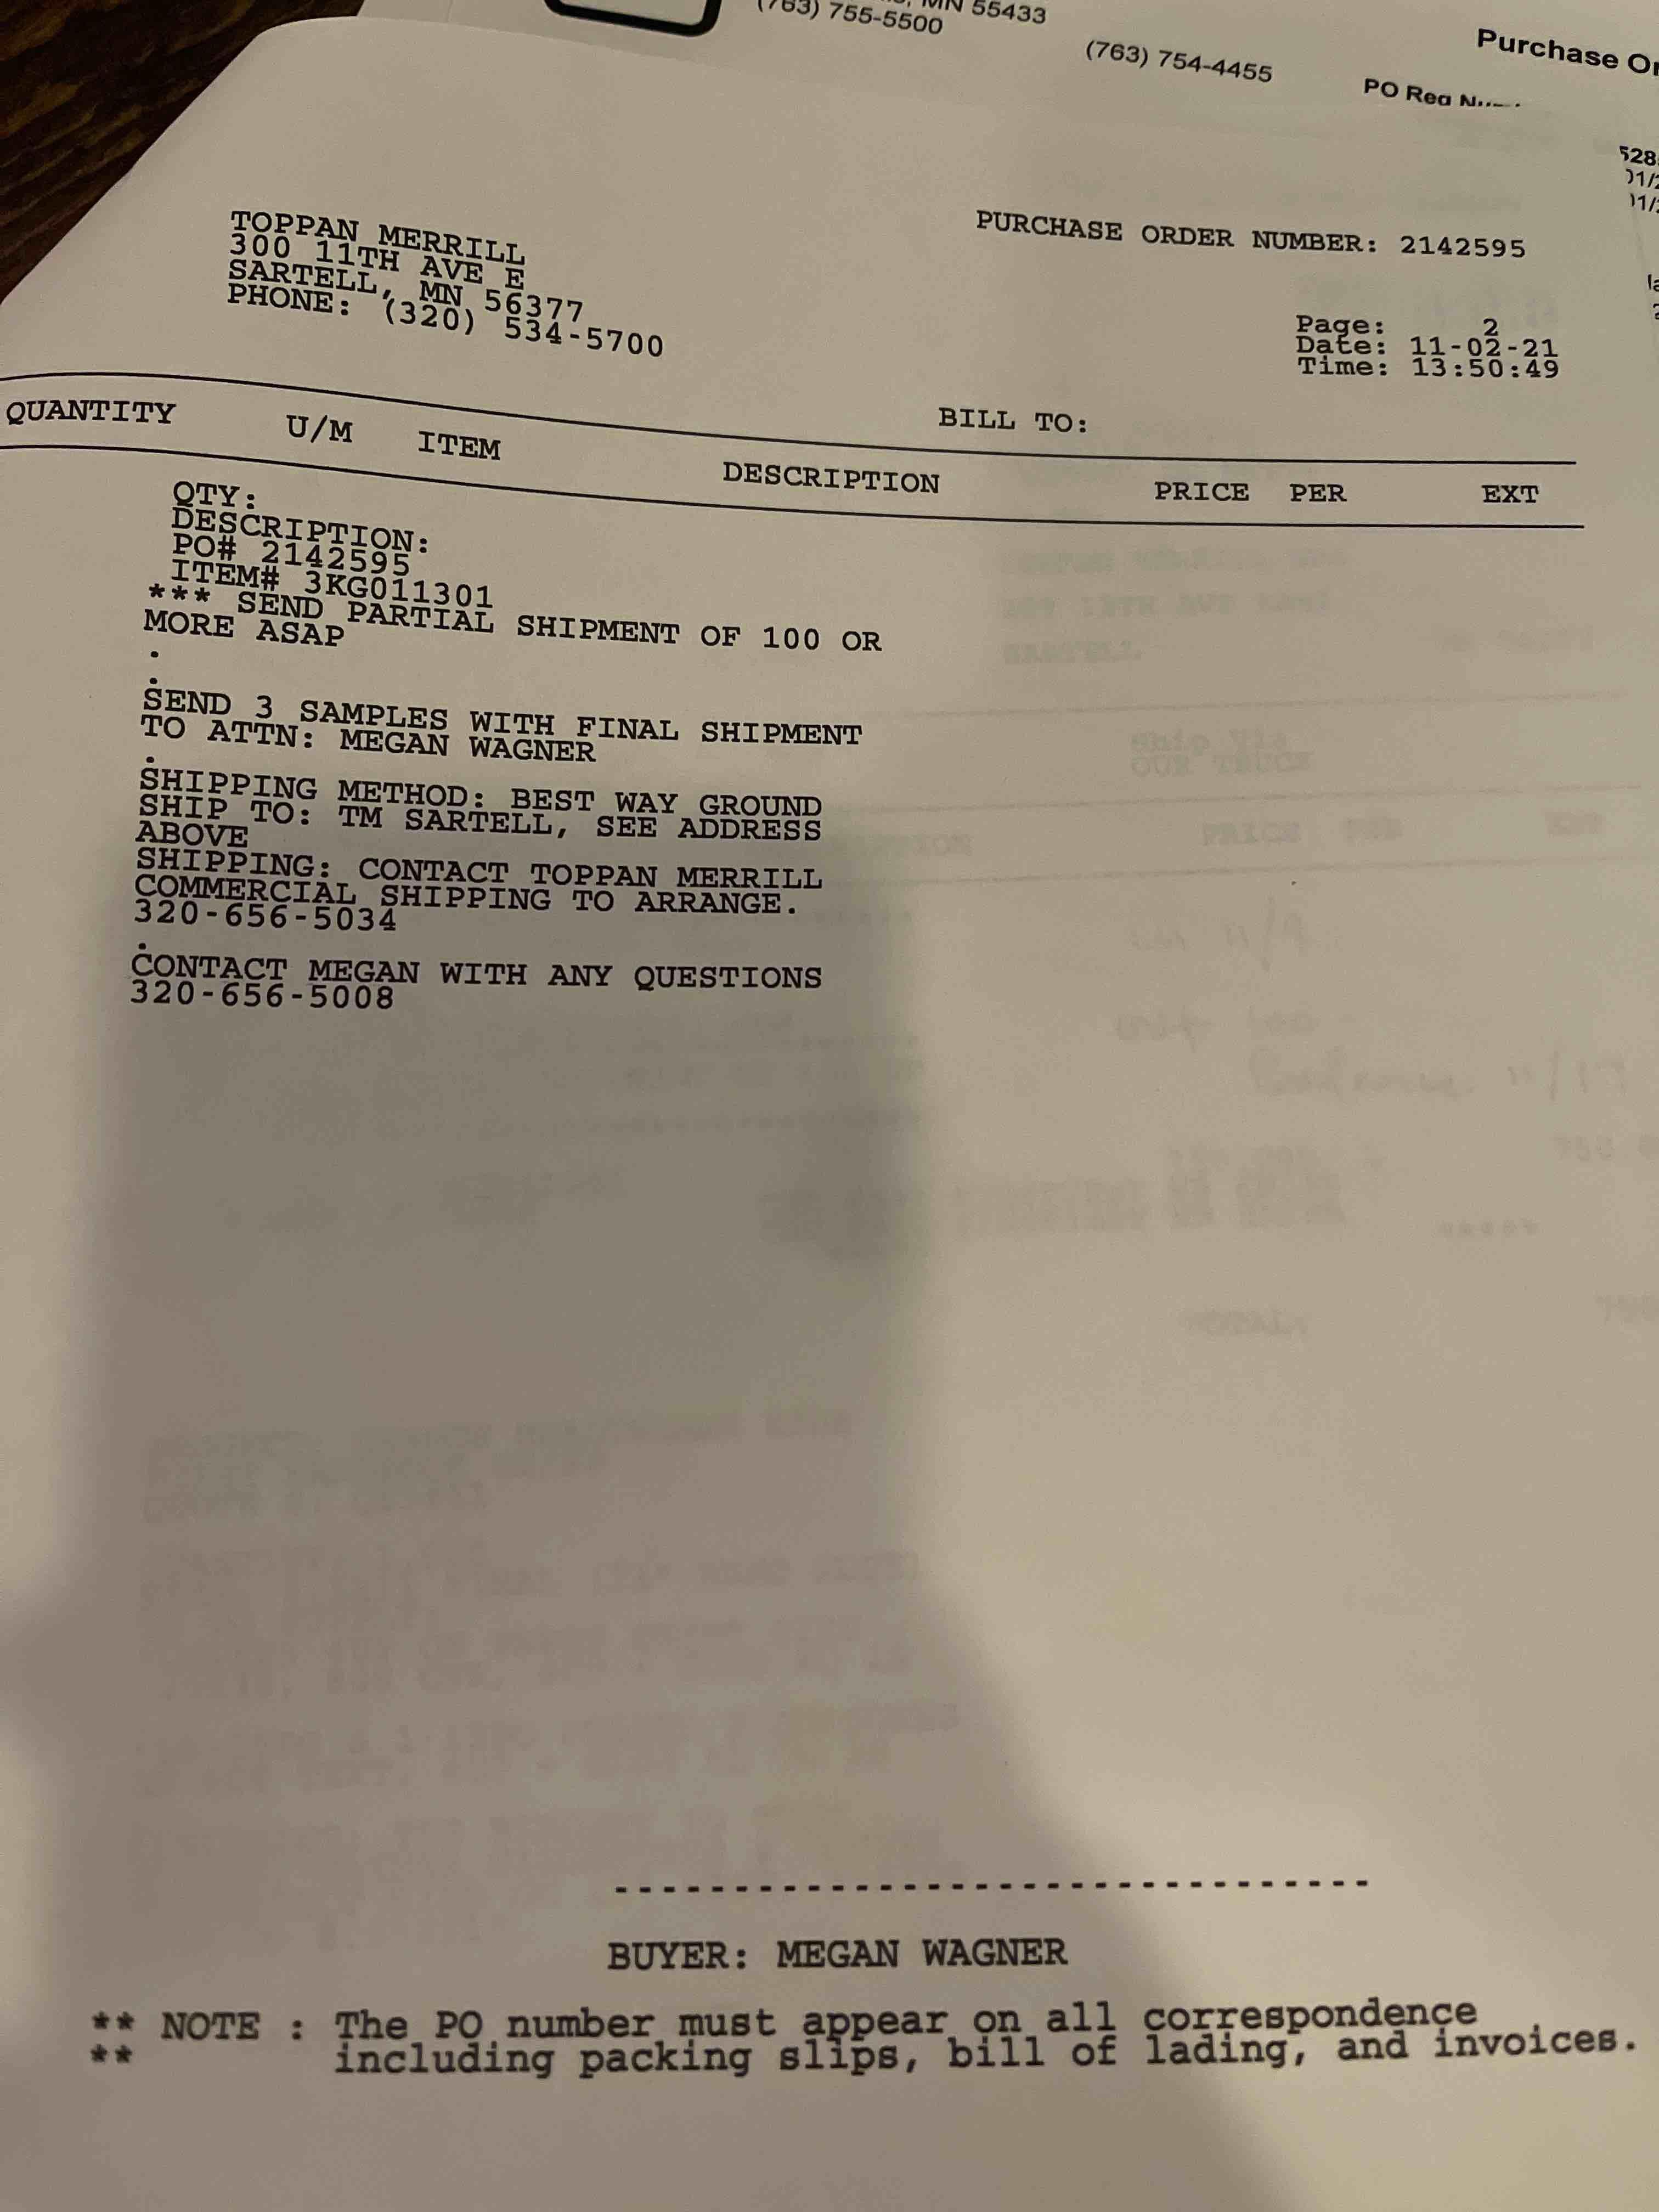 MN 55433
(763) 755-5500
(763) 754-4455
Purchase
PO Req
TOPPAN MERRILL
300 11TH AVE E
SARTELL, MN 56377
PHONE: (320) 534-5700
PURCHASE ORDER NUMBER: 2142595
Page: 2
Date: 11-02-21
Time: 13:50:49
BILL TO:
QUANTITY U/M ITEM DESCRIPTION PRICE PER EXT
QTY:
DESCRIPTION:
PO# 2142595
ITEM# 3KG011301
*** SEND PARTIAL SHIPMENT OF 100 OR
MORE ASAP
.
.
SEND 3 SAMPLES WITH FINAL SHIPMENT
TO ATTN: MEGAN WAGNER
.
SHIPPING METHOD: BEST WAY GROUND
SHIP TO: TM SARTELL, SEE ADDRESS
ABOVE
SHIPPING: CONTACT TOPPAN MERRILL
COMMERCIAL SHIPPING TO ARRANGE.
320-656-5034
.
CONTACT MEGAN WITH ANY QUESTIONS
320-656-5008
Ship Via
OUR TRUCK
BUYER: MEGAN WAGNER
** NOTE : The PO number must appear on all correspondence
** including packing slips, bill of lading, and invoices.